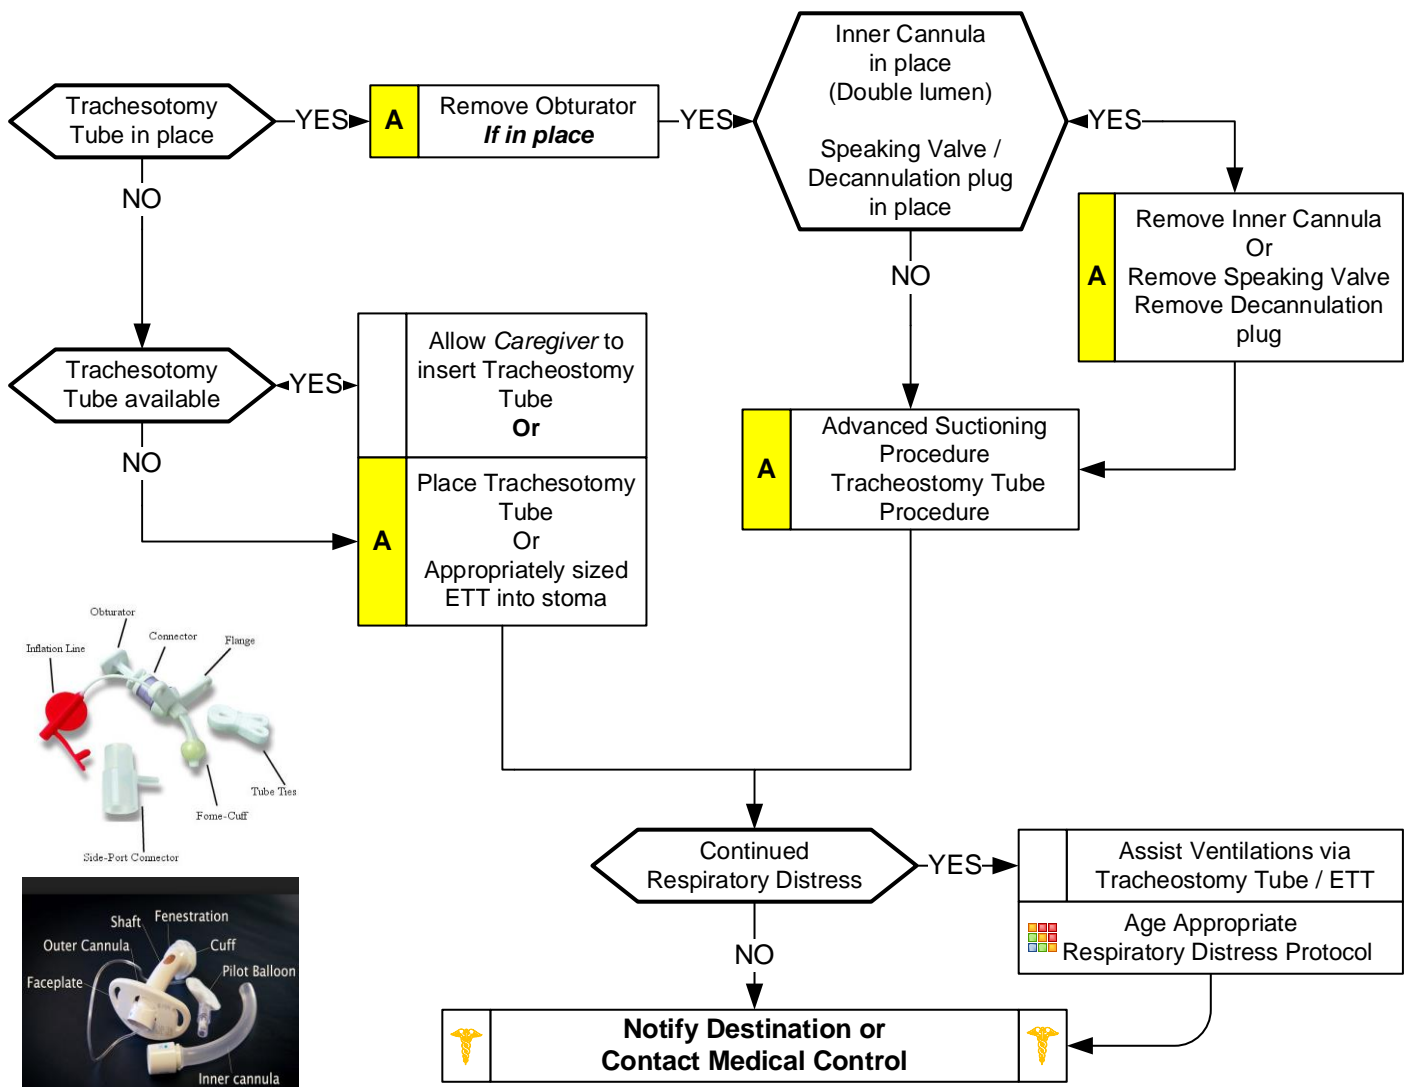 Trachesotomy
Tube in place
YES
A
Remove Obturator
If in place
YES
Inner Cannula
in place
(Double lumen)
Speaking Valve /
Decannulation plug
in place
YES
A
Remove Inner Cannula
Or
Remove Speaking Valve
Remove Decannulation
plug
NO
NO
Trachesotomy
Tube available
YES
Allow Caregiver to
insert Tracheostomy
Tube
Or
NO
A
Place Trachesotomy
Tube
Or
Appropriately sized
ETT into stoma
A
Advanced Suctioning
Procedure
Tracheostomy Tube
Procedure
Obturator
Connector
Flange
Inflation Line
Tube Ties
Fome-Cuff
Side-Port Connector
Continued
Respiratory Distress
YES
Assist Ventilations via
Tracheostomy Tube / ETT
Age Appropriate
Respiratory Distress Protocol
NO
Notify Destination or
Contact Medical Control
Shaft
Fenestration
Outer Cannula
Cuff
Faceplate
Pilot Balloon
Inner cannula